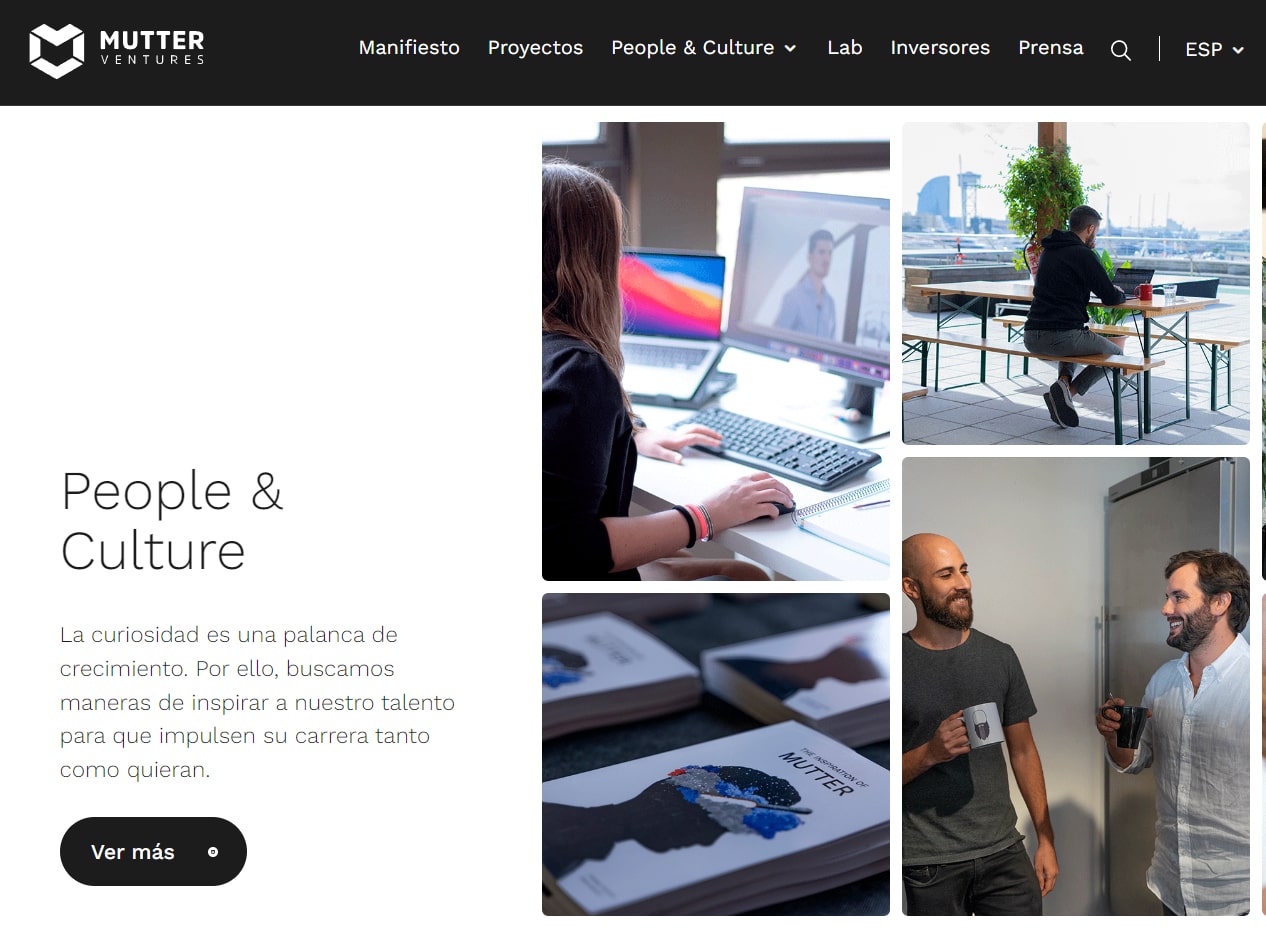 MUTTER
VENTURES
Manifiesto Proyectos People & Culture Lab Inversores Prensa ESP
People &
Culture
La curiosidad es una palanca de
crecimiento. Por ello, buscamos
maneras de inspirar a nuestro talento
para que impulsen su carrera tanto
como quieran.
Ver más
MUTTER
THE INSPIRATION OF
MUTTER